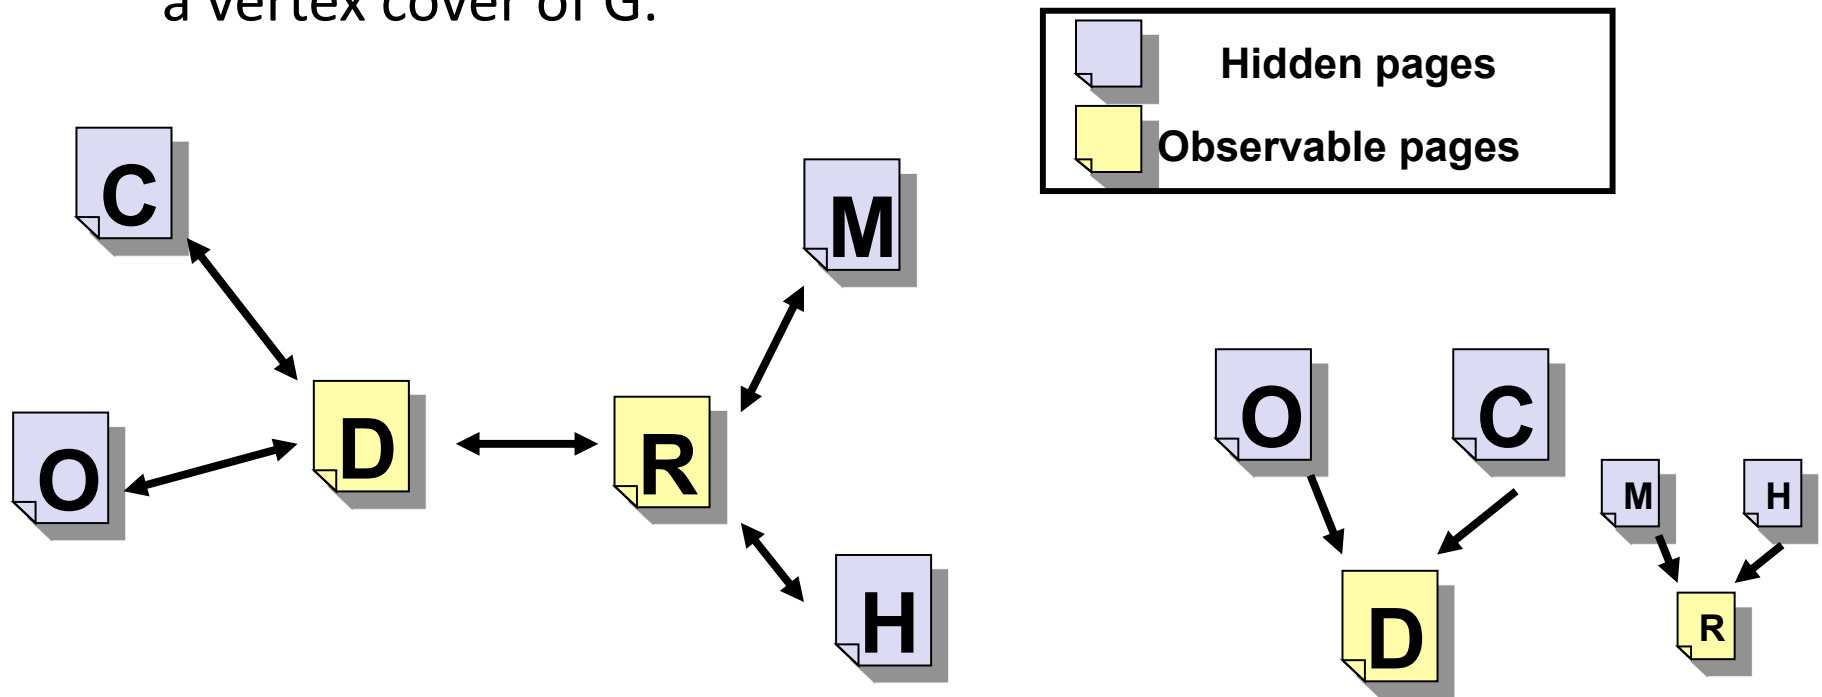 a vertex cover of G.
Hidden pages
Observable pages
C
M
O
D
R
H
O
C
M
H
D
R